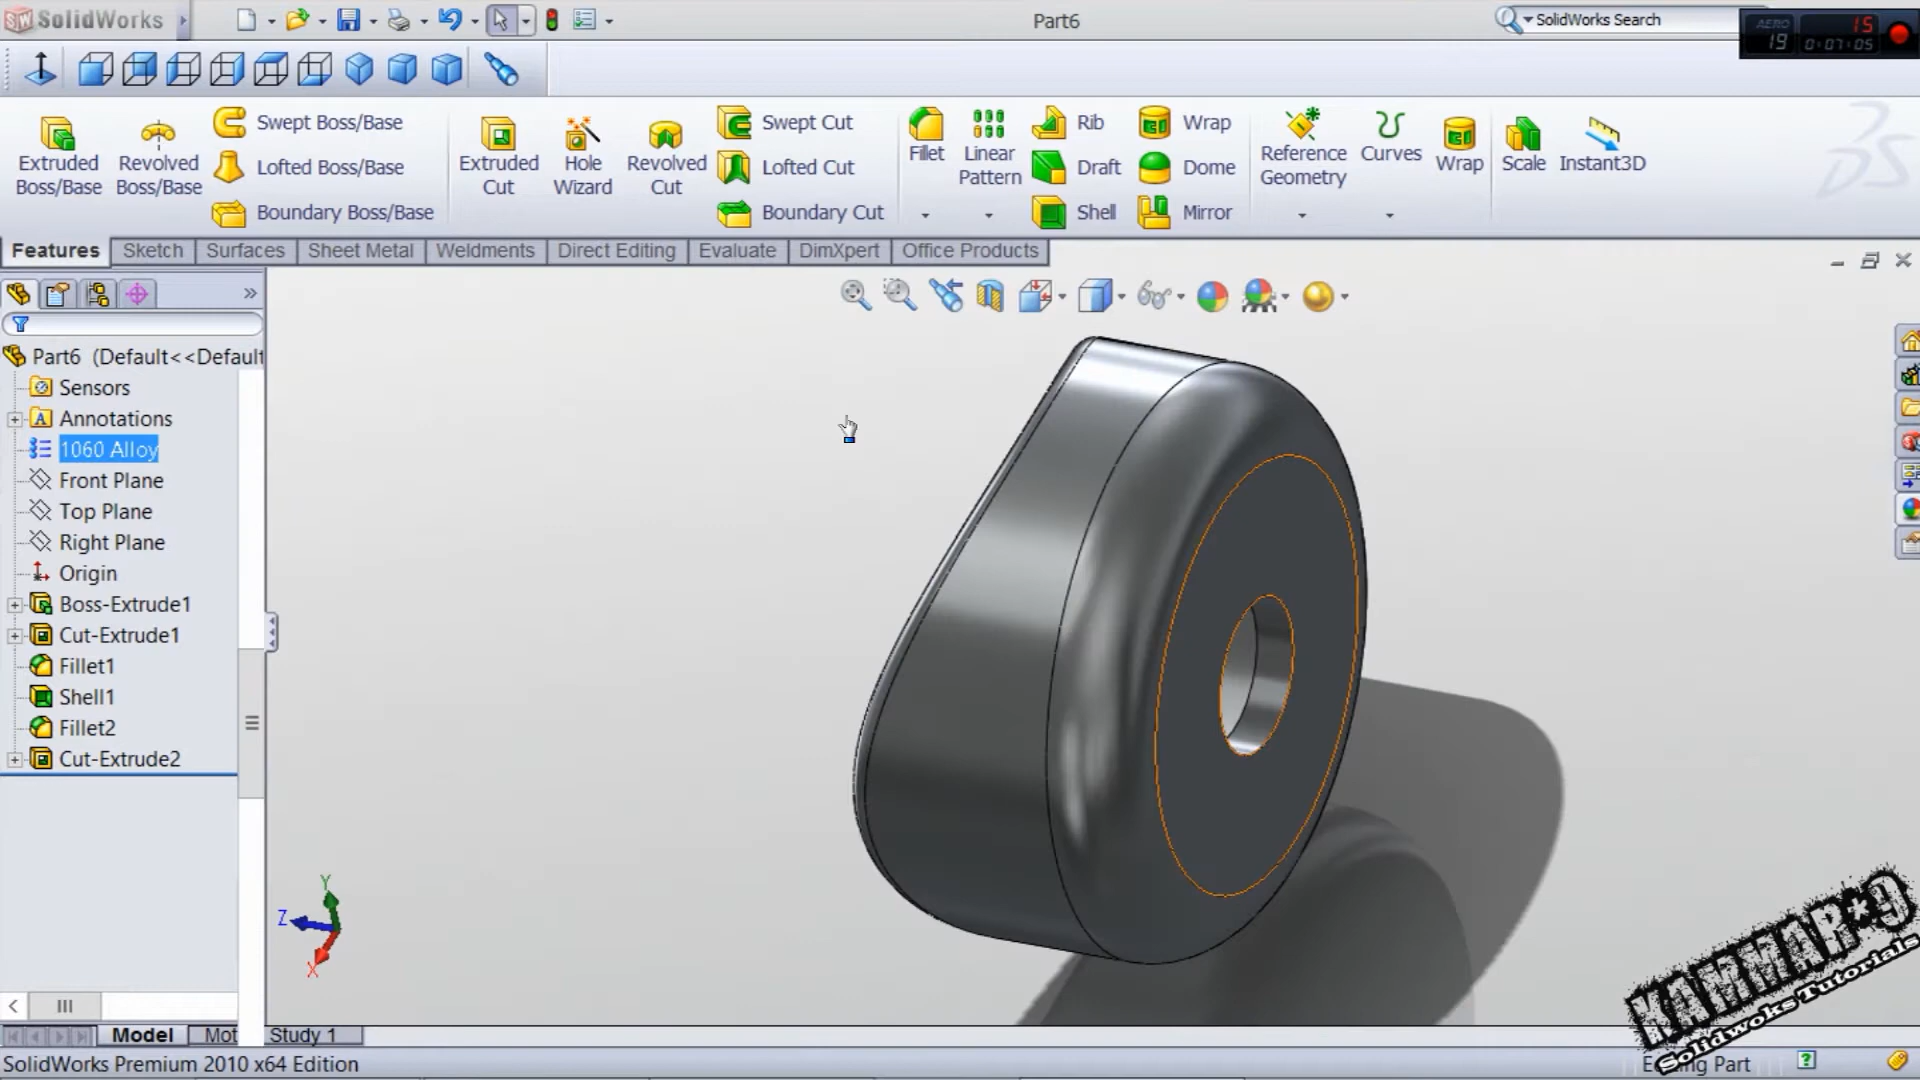 SolidWorks
Part6
SolidWorks Search
AERO
19
15
0:07:05
Extruded Boss/Base
Revolved Boss/Base
Swept Boss/Base
Lofted Boss/Base
Boundary Boss/Base
Extruded Cut
Hole Wizard
Revolved Cut
Swept Cut
Lofted Cut
Boundary Cut
Fillet
Linear Pattern
Rib
Draft
Shell
Wrap
Dome
Mirror
Reference Geometry
Curves
Wrap
Scale
Instant3D
Features Sketch Surfaces Sheet Metal Weldments Direct Editing Evaluate DimXpert Office Products
Part6 (Default<<Default
Sensors
Annotations
1060 Alloy
Front Plane
Top Plane
Right Plane
Origin
Boss-Extrude1
Cut-Extrude1
Fillet1
Shell1
Fillet2
Cut-Extrude2
Y
Z
X
KAMMAR*9
Solidwoks Tutorials
Model Mot Study 1
SolidWorks Premium 2010 x64 Edition
Part